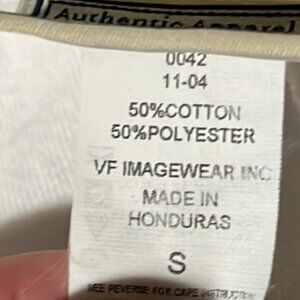 Authentic Apparel
0042
11-04
50%COTTON
50%POLYESTER
VF IMAGEWEAR INC
MADE IN
HONDURAS
S
SEE REVERSE FOR CARE INSTRUCTION